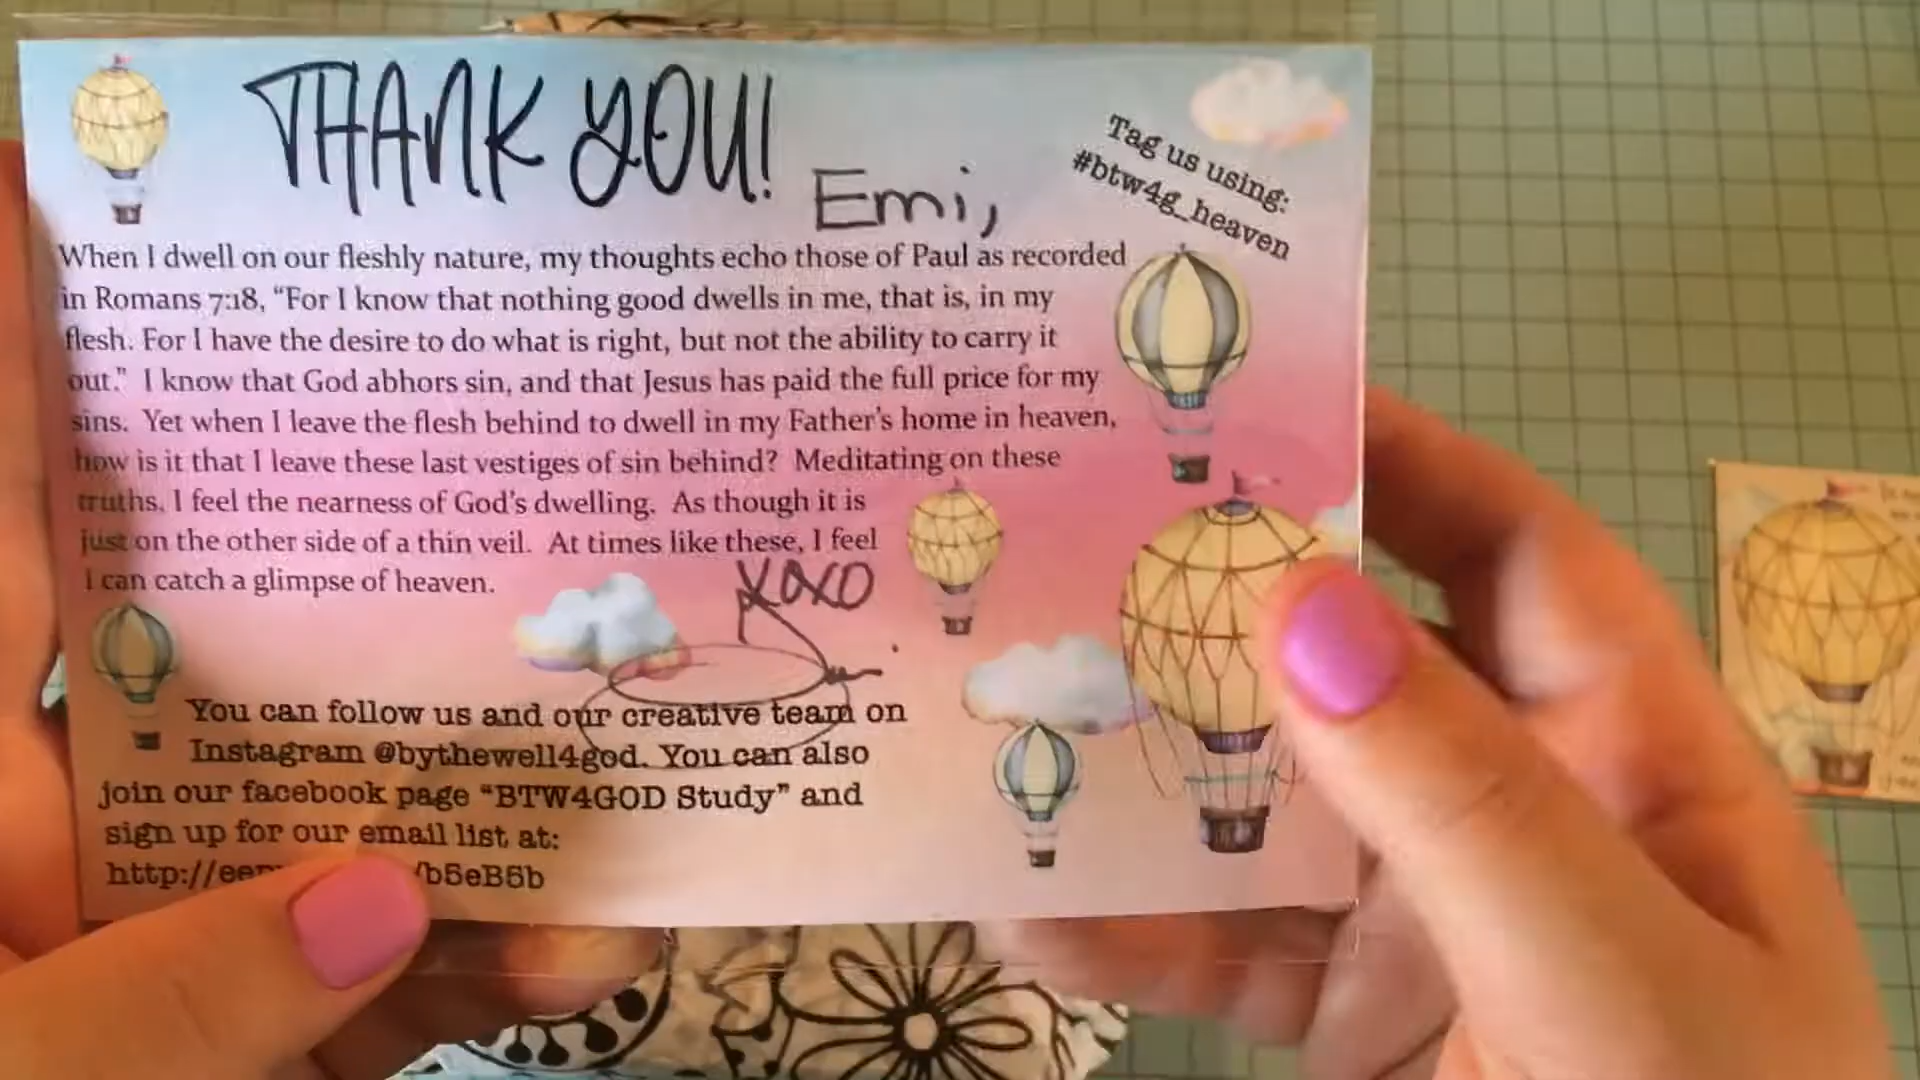 THANK YOU!
Emi,
Tag us using:
#btw4g_heaven
When I dwell on our fleshly nature, my thoughts echo those of Paul as recorded
in Romans 7:18, “For I know that nothing good dwells in me, that is, in my
flesh. For I have the desire to do what is right, but not the ability to carry it
out.” I know that God abhors sin, and that Jesus has paid the full price for my
sins. Yet when I leave the flesh behind to dwell in my Father’s home in heaven,
how is it that I leave these last vestiges of sin behind? Meditating on these
truths, I feel the nearness of God’s dwelling. As though it is
just on the other side of a thin veil. At times like these, I feel
I can catch a glimpse of heaven.
XOXO
You can follow us and our creative team on
Instagram @bythewell4god. You can also
join our facebook page “BTW4GOD Study” and
sign up for our email list at:
http://eep /b5eB5b